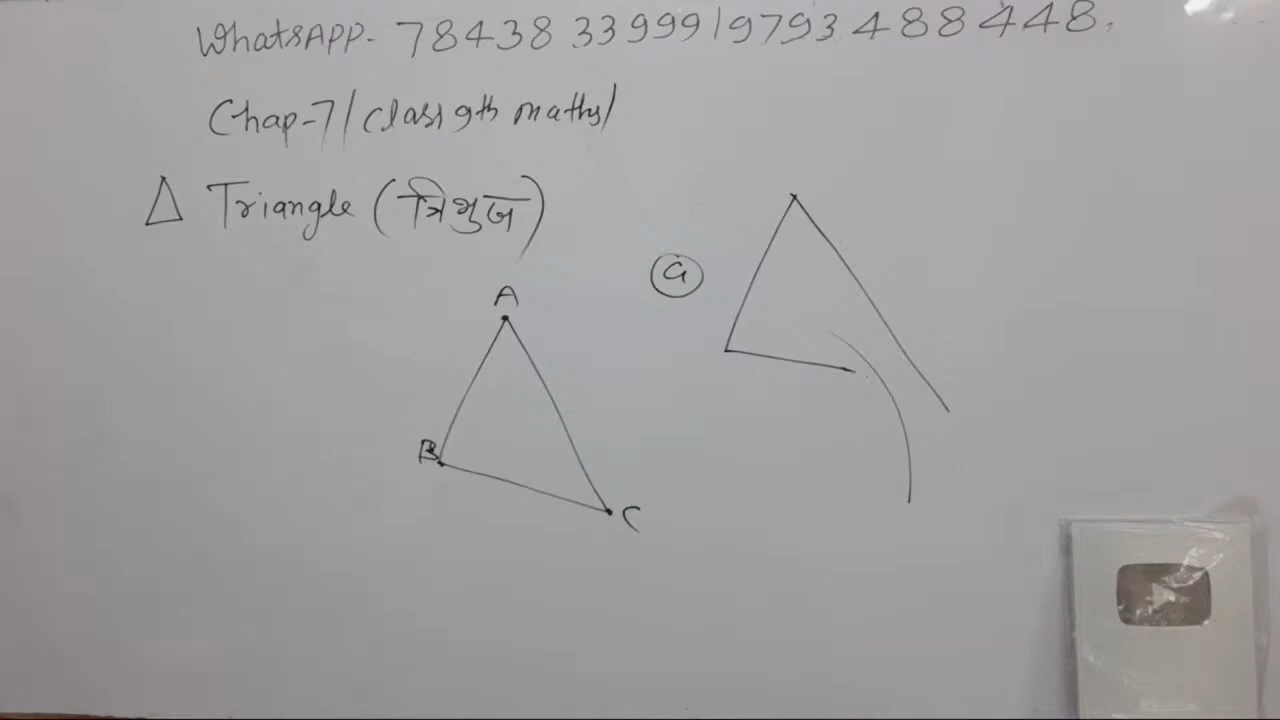 WhatsAPP- 7843833999/9793488448,
Chap-7/Class 9th maths/
Δ Triangle (त्रिभुज)
A
B
C